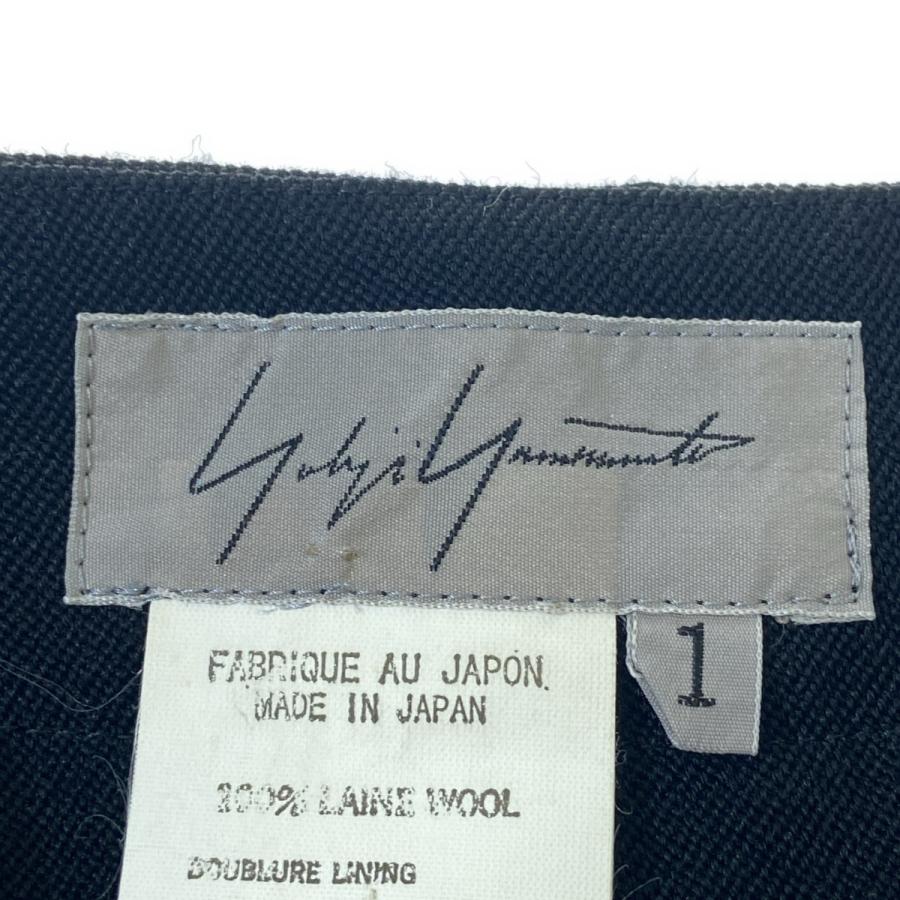 Yohji Yamamoto
1
FABRIQUE AU JAPON
MADE IN JAPAN
100% LAINE WOOL
DOUBLURE LINING